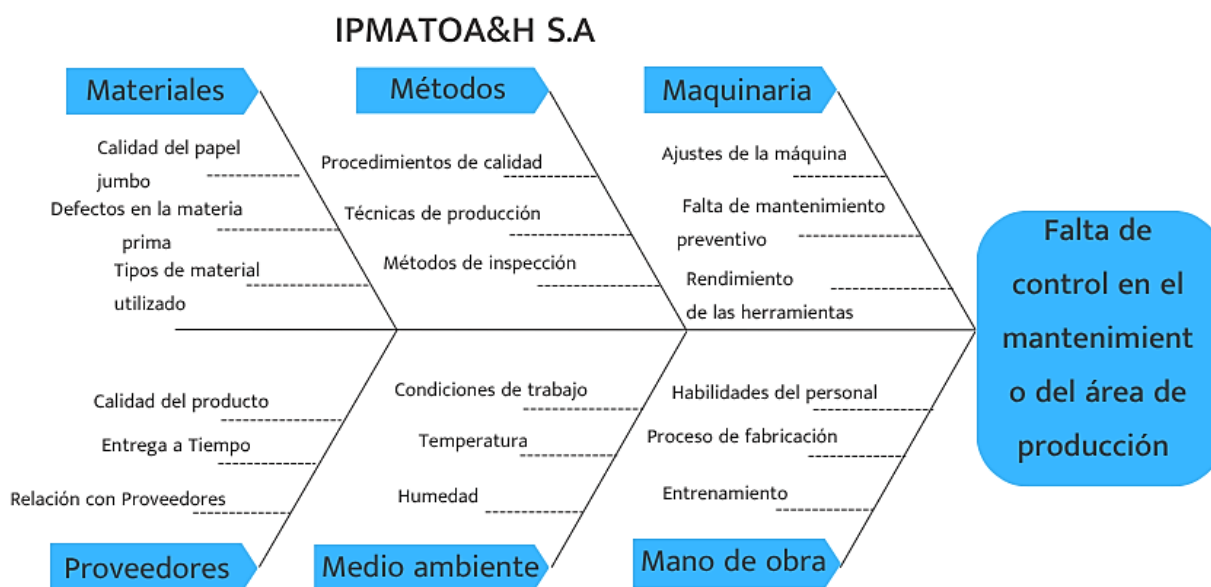 IPMATOA&H S.A
Materiales
Métodos
Maquinaria
Calidad del papel
jumbo
Defectos en la materia
prima
Tipos de material
utilizado
Procedimientos de calidad
Técnicas de producción
Métodos de inspección
Ajustes de la máquina
Falta de mantenimiento
preventivo
Rendimiento
de las herramientas
Falta de
control en el
mantenimient
o del área de
producción
Calidad del producto
Entrega a Tiempo
Relación con Proveedores
Condiciones de trabajo
Temperatura
Humedad
Habilidades del personal
Proceso de fabricación
Entrenamiento
Proveedores
Medio ambiente
Mano de obra